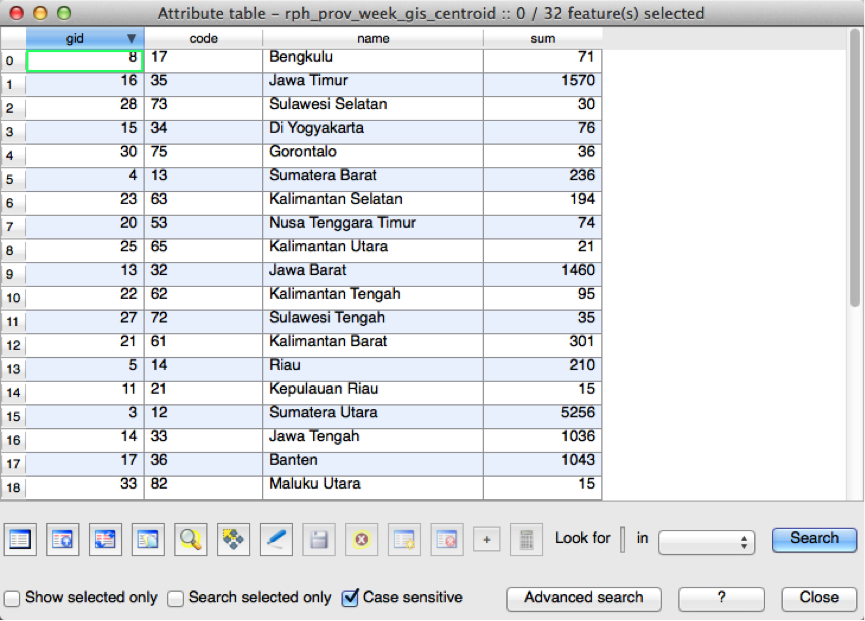 Attribute table – rph_prov_week_gis_centroid :: 0 / 32 feature(s) selected
gid code name sum
0 8 17 Bengkulu 71
1 16 35 Jawa Timur 1570
2 28 73 Sulawesi Selatan 30
3 15 34 Di Yogyakarta 76
4 30 75 Gorontalo 36
5 4 13 Sumatera Barat 236
6 23 63 Kalimantan Selatan 194
7 20 53 Nusa Tenggara Timur 74
8 25 65 Kalimantan Utara 21
9 13 32 Jawa Barat 1460
10 22 62 Kalimantan Tengah 95
11 27 72 Sulawesi Tengah 35
12 21 61 Kalimantan Barat 301
13 5 14 Riau 210
14 11 21 Kepulauan Riau 15
15 3 12 Sumatera Utara 5256
16 14 33 Jawa Tengah 1036
17 17 36 Banten 1043
18 33 82 Maluku Utara 15
Look for in Search
Show selected only Search selected only Case sensitive Advanced search ? Close